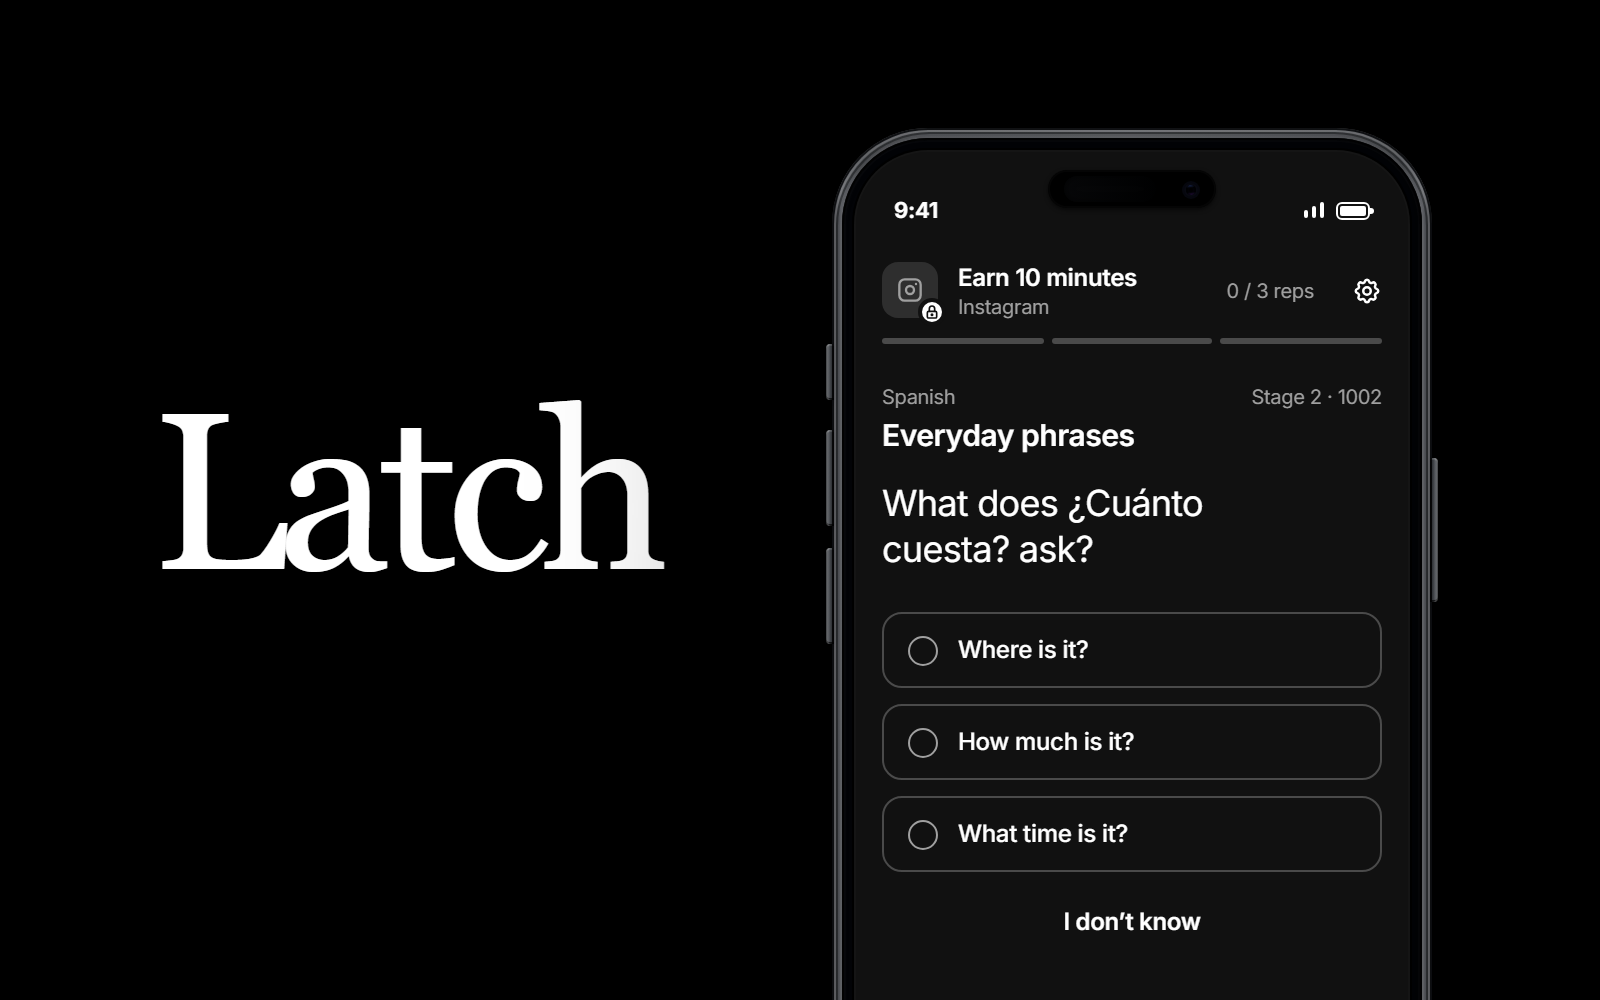 Latch
9:41
Earn 10 minutes
Instagram
0 / 3 reps
Spanish
Stage 2 · 1002
Everyday phrases
What does ¿Cuánto
cuesta? ask?
Where is it?
How much is it?
What time is it?
I don’t know